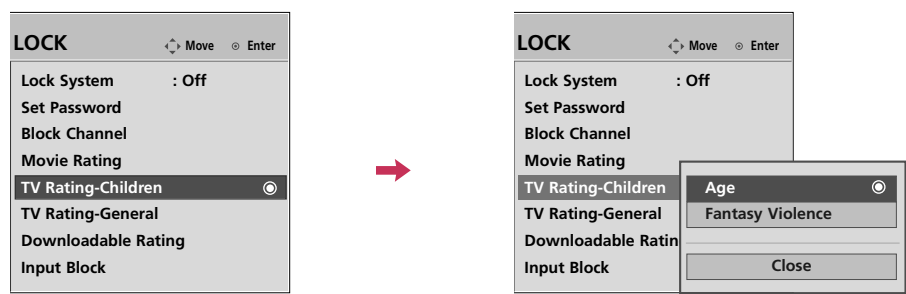 LOCK Move Enter
Lock System : Off
Set Password
Block Channel
Movie Rating
TV Rating-Children
TV Rating-General
Downloadable Rating
Input Block
LOCK Move Enter
Lock System : Off
Set Password
Block Channel
Movie Rating
TV Rating-Children
TV Rating-General
Downloadable Ratin
Input Block
Age
Fantasy Violence
Close